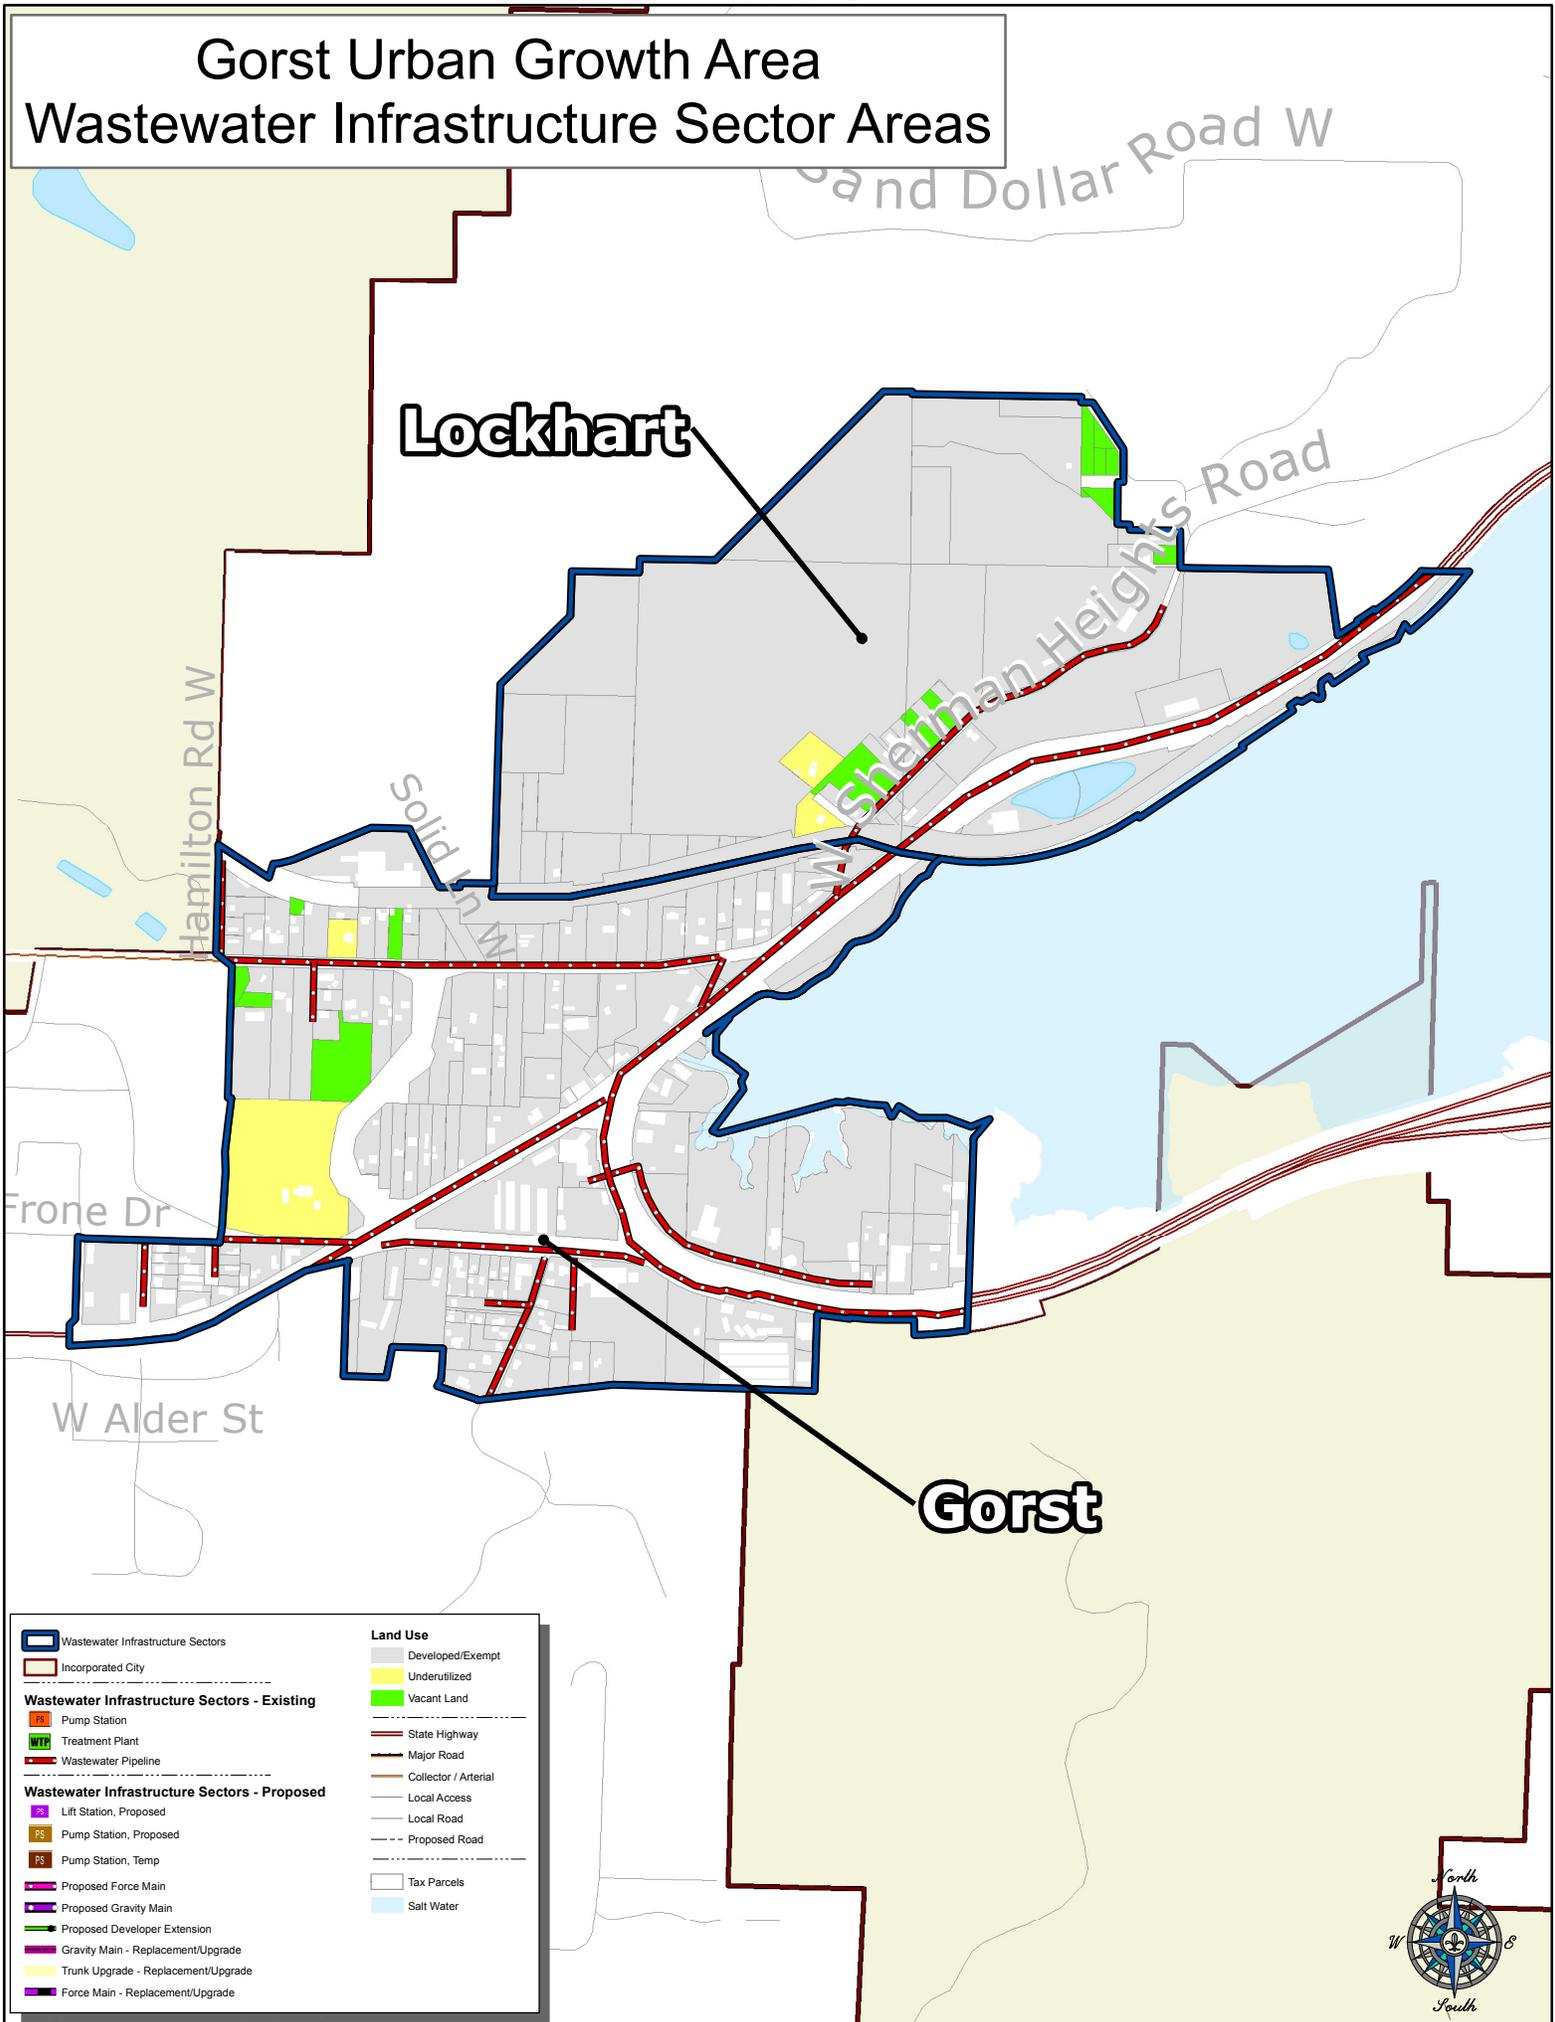 Gorst Urban Growth Area
Wastewater Infrastructure Sector Areas
Sand Dollar Road W
Lockhart
W Sherman Heights Road
Hamilton Rd W
Solid Ln W
Frone Dr
W Alder St
Gorst
Wastewater Infrastructure Sectors
Incorporated City
Wastewater Infrastructure Sectors - Existing
PS Pump Station
WTP Treatment Plant
Wastewater Pipeline
Wastewater Infrastructure Sectors - Proposed
PS Lift Station, Proposed
PS Pump Station, Proposed
PS Pump Station, Temp
Proposed Force Main
Proposed Gravity Main
Proposed Developer Extension
Gravity Main - Replacement/Upgrade
Trunk Upgrade - Replacement/Upgrade
Force Main - Replacement/Upgrade
Land Use
Developed/Exempt
Underutilized
Vacant Land
State Highway
Major Road
Collector / Arterial
Local Access
Local Road
Proposed Road
Tax Parcels
Salt Water
North
W E
South